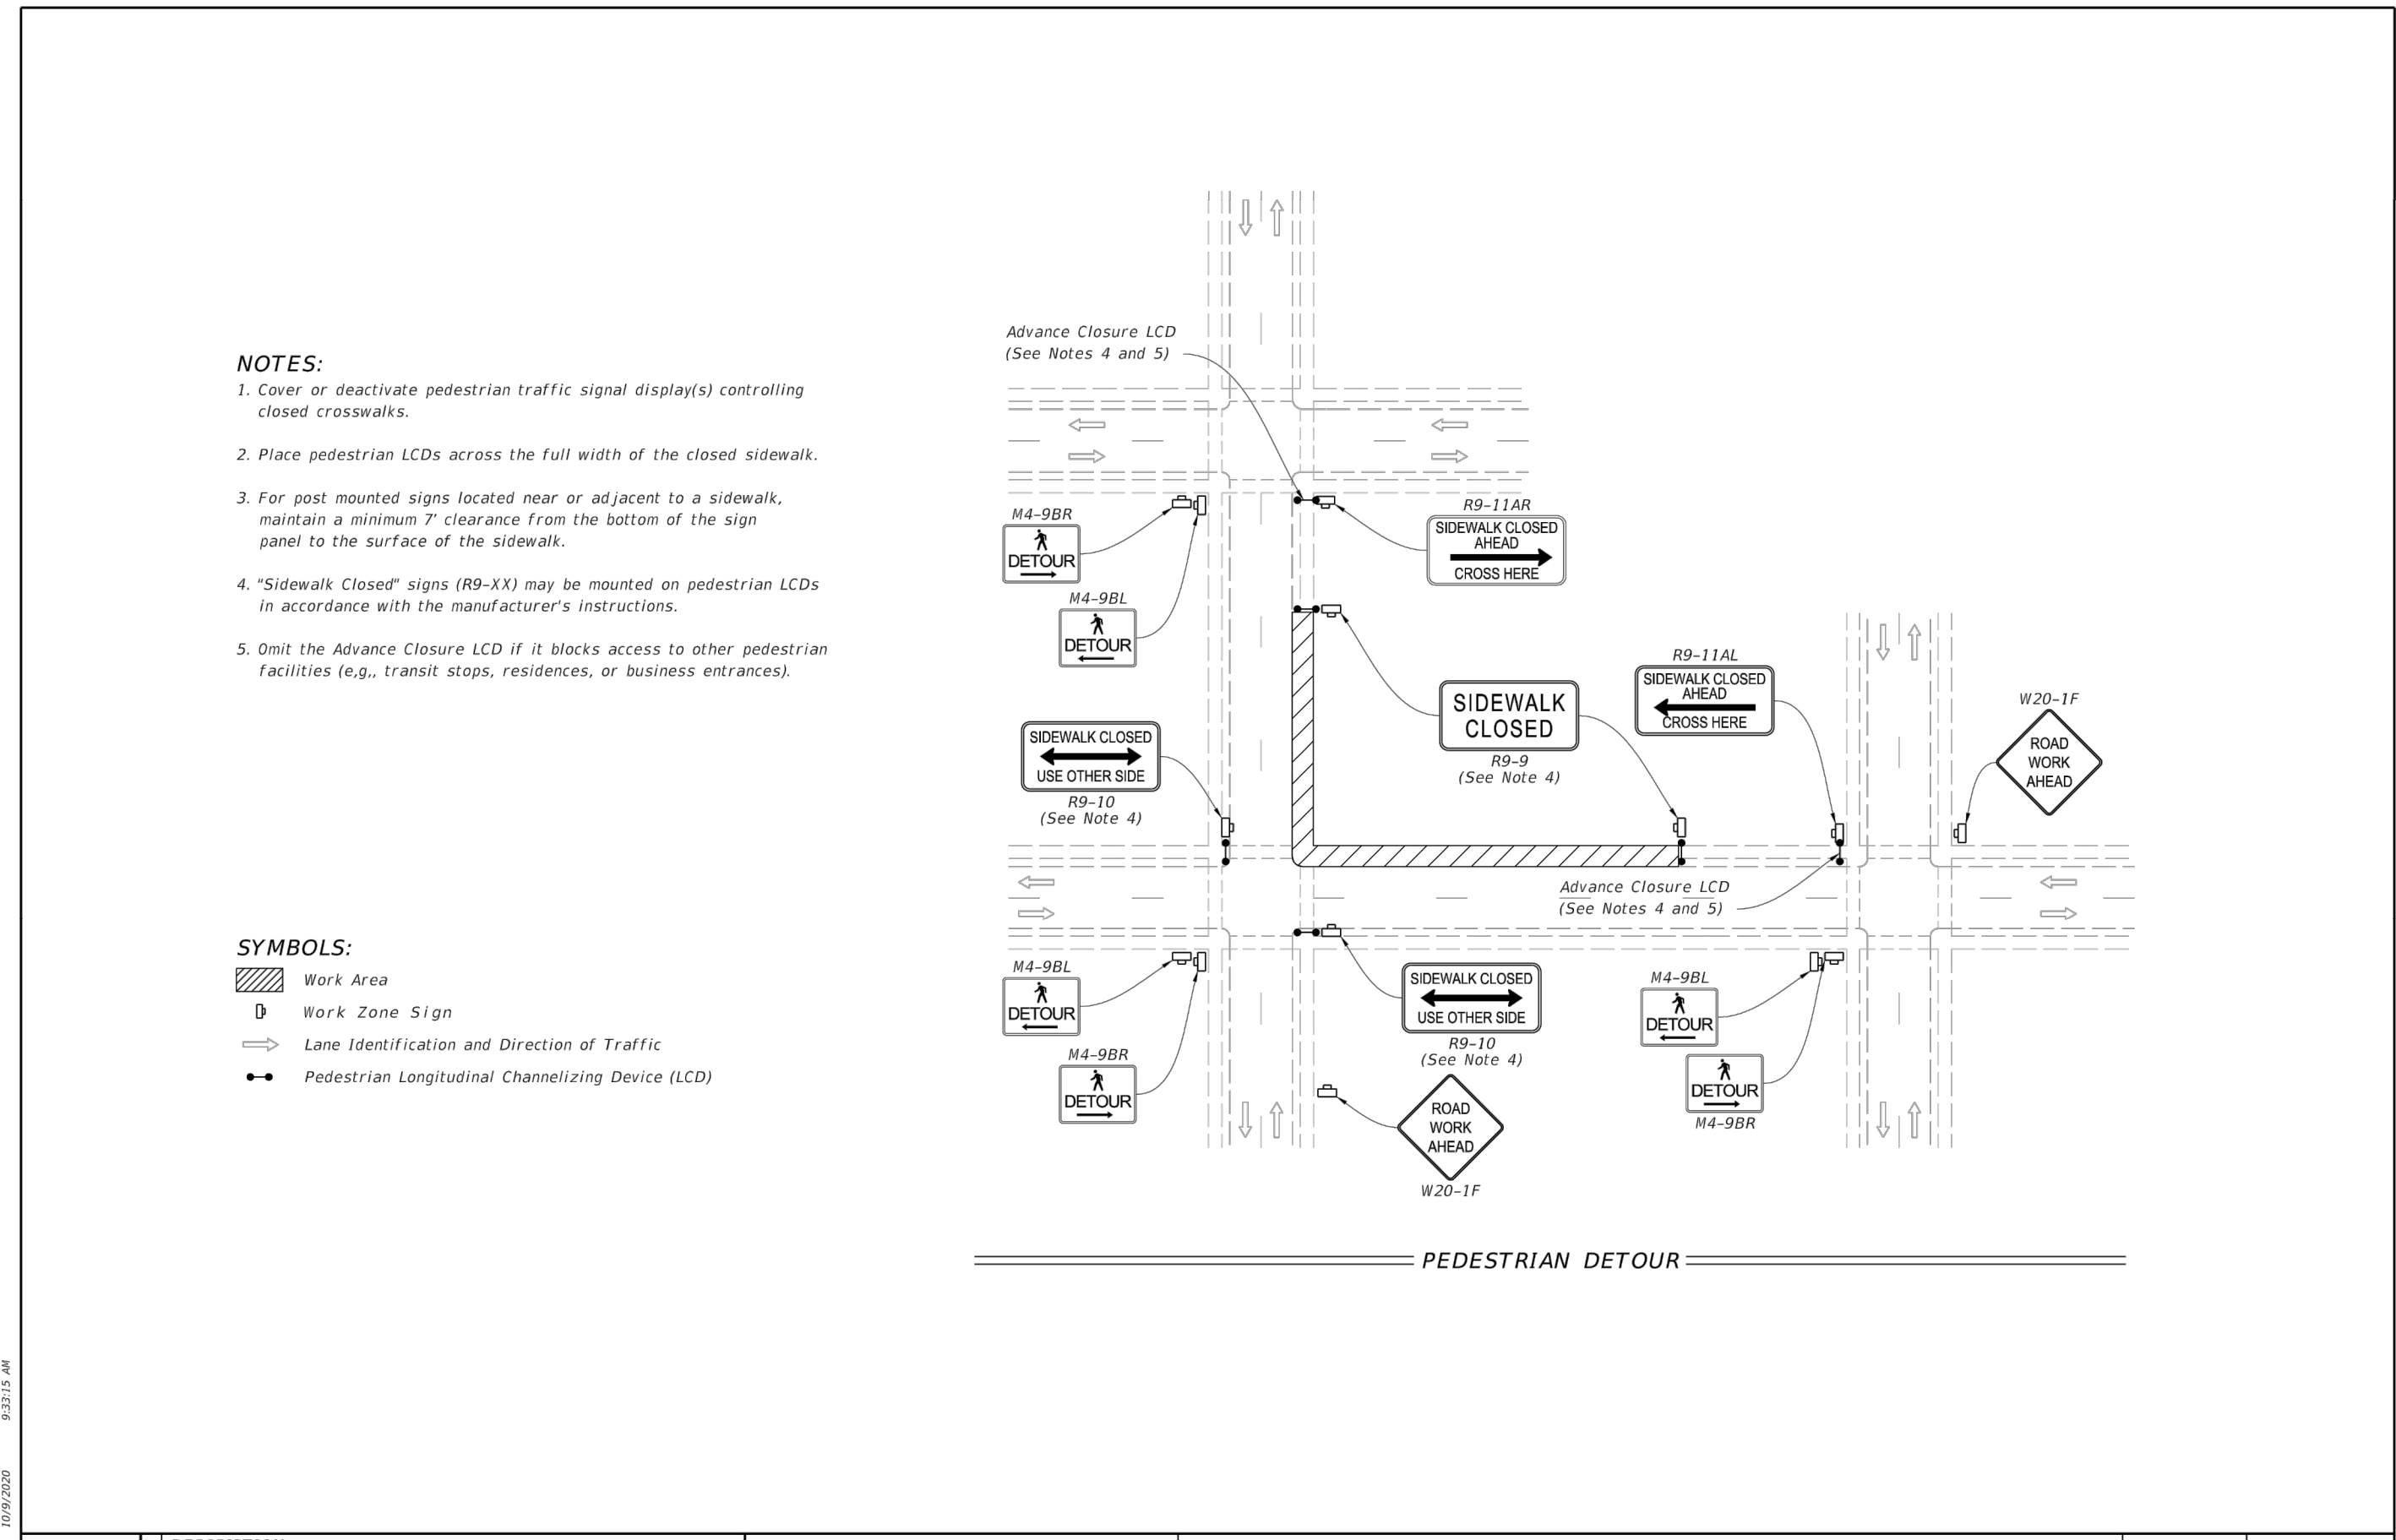 NOTES:
1. Cover or deactivate pedestrian traffic signal display(s) controlling
closed crosswalks.
2. Place pedestrian LCDs across the full width of the closed sidewalk.
3. For post mounted signs located near or adjacent to a sidewalk,
maintain a minimum 7' clearance from the bottom of the sign
panel to the surface of the sidewalk.
4. "Sidewalk Closed" signs (R9-XX) may be mounted on pedestrian LCDs
in accordance with the manufacturer's instructions.
5. Omit the Advance Closure LCD if it blocks access to other pedestrian
facilities (e,g,, transit stops, residences, or business entrances).
SYMBOLS:
Work Area
Work Zone Sign
Lane Identification and Direction of Traffic
Pedestrian Longitudinal Channelizing Device (LCD)
Advance Closure LCD
(See Notes 4 and 5)
M4-9BR
DETOUR
M4-9BL
DETOUR
R9-11AR
SIDEWALK CLOSED
AHEAD
CROSS HERE
SIDEWALK CLOSED
USE OTHER SIDE
R9-10
(See Note 4)
SIDEWALK
CLOSED
R9-9
(See Note 4)
R9-11AL
SIDEWALK CLOSED
AHEAD
CROSS HERE
W20-1F
ROAD
WORK
AHEAD
Advance Closure LCD
(See Notes 4 and 5)
M4-9BL
DETOUR
M4-9BR
DETOUR
SIDEWALK CLOSED
USE OTHER SIDE
R9-10
(See Note 4)
ROAD
WORK
AHEAD
W20-1F
M4-9BL
DETOUR
DETOUR
M4-9BR
PEDESTRIAN DETOUR
9:33:15 AM
10/9/2020